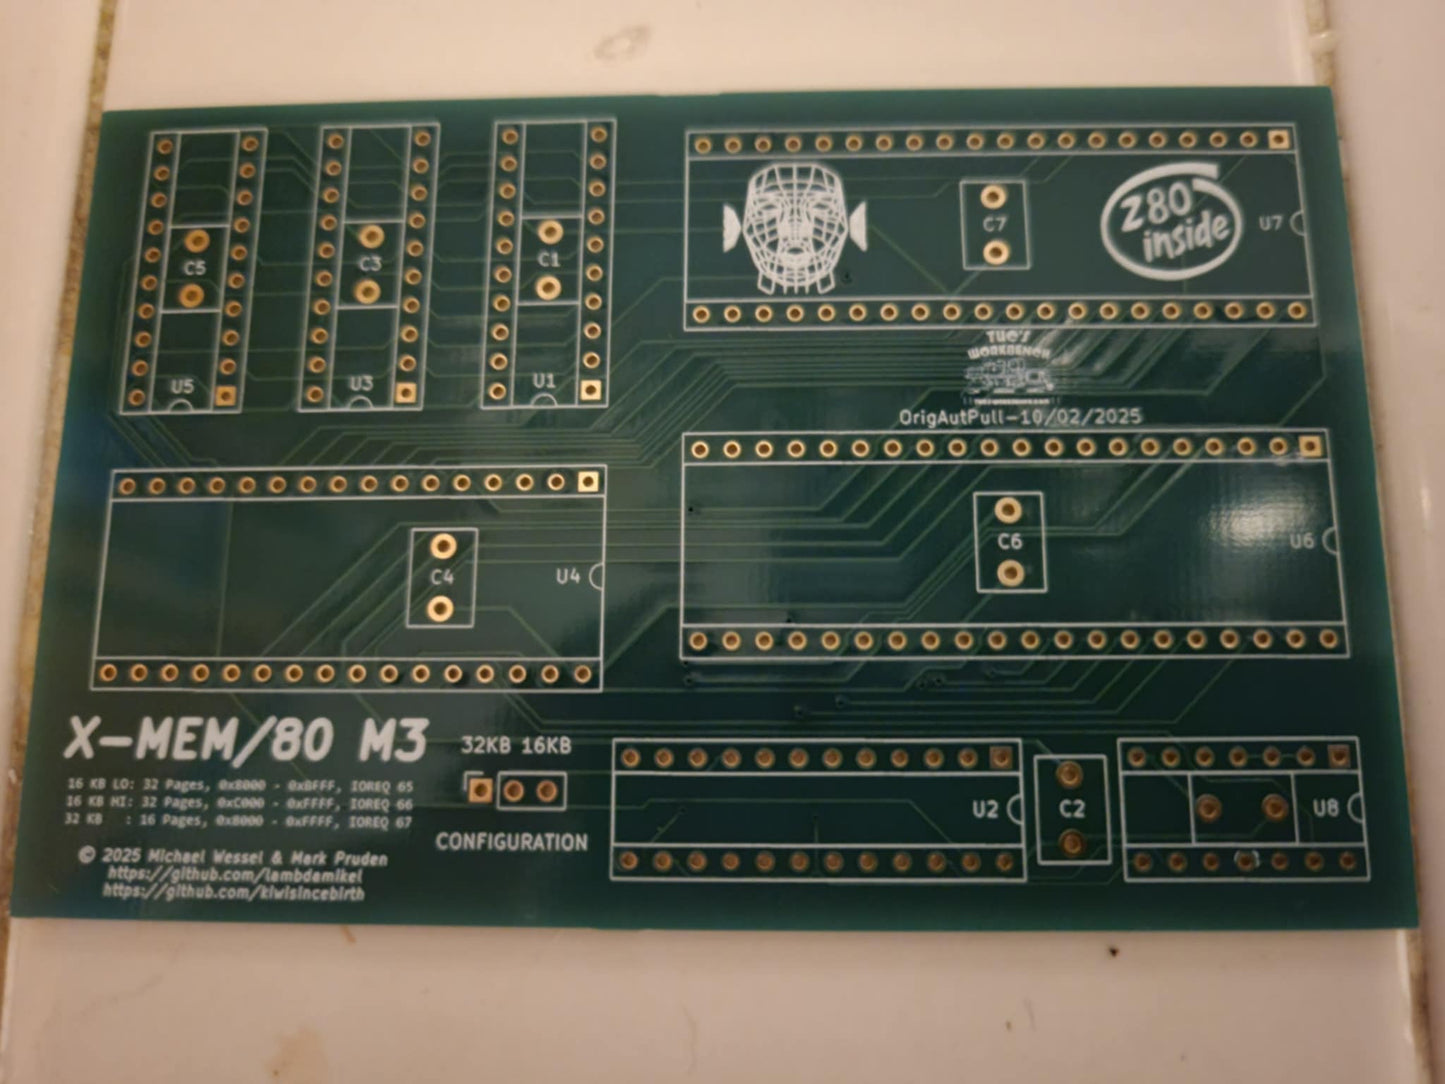 C5
C3
C1
U5
U3
U1
C7
Z80
inside
U7
TUC'S
WORKBENCH
OrigAutPull-10/02/2025
C4
U4
C6
U6
X-MEM/80 M3
16 KB LO: 32 Pages, 0x8000 - 0xBFFF, IOREQ 65
16 KB HI: 32 Pages, 0xC000 - 0xFFFF, IOREQ 66
32 KB : 16 Pages, 0x8000 - 0xFFFF, IOREQ 67
© 2025 Michael Wessel & Mark Pruden
https://github.com/lambdamikel
https://github.com/kiwisincebirth
32KB 16KB
CONFIGURATION
U2
C2
U8